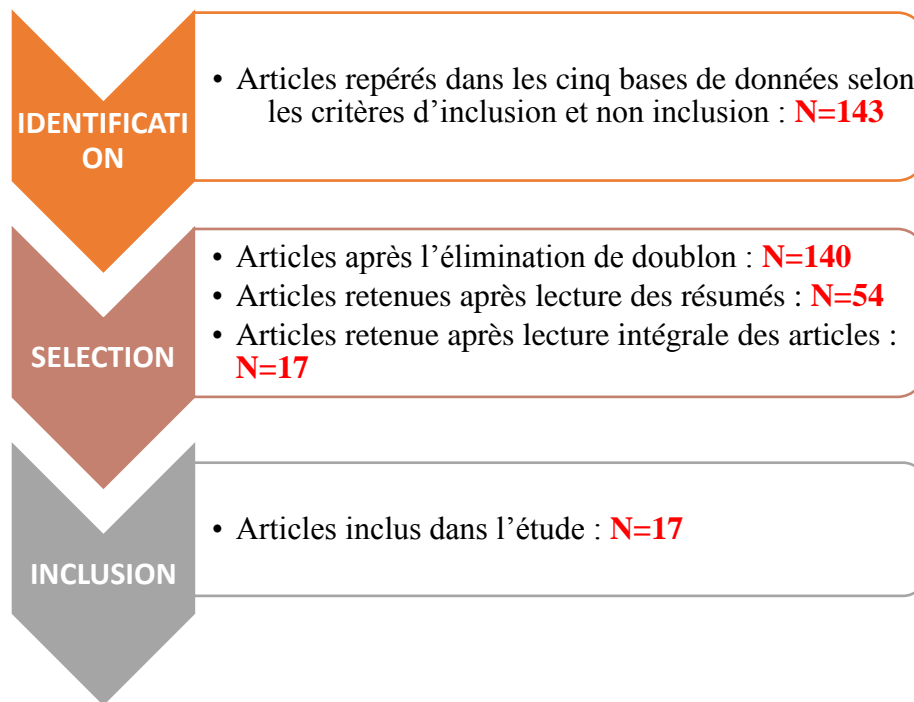 IDENTIFICATI
ON
• Articles repérés dans les cinq bases de données selon
les critères d’inclusion et non inclusion : N=143
SELECTION
• Articles après l’élimination de doublon : N=140
• Articles retenues après lecture des résumés : N=54
• Articles retenue après lecture intégrale des articles :
N=17
INCLUSION
• Articles inclus dans l’étude : N=17